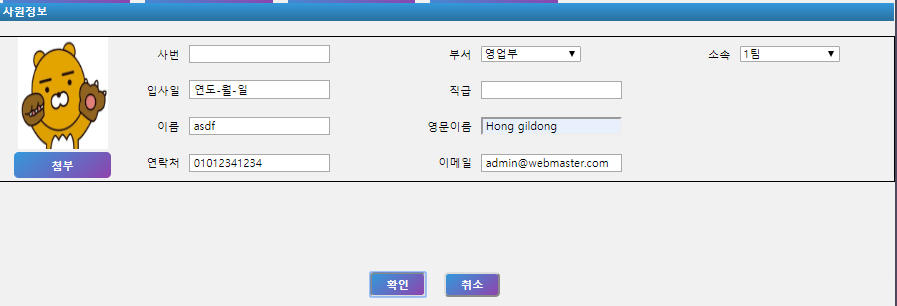 사원정보
사번 부서 영업부 소속 1팀
입사일 연도-월-일 직급
이름 asdf 영문이름 Hong gildong
첨부
연락처 01012341234 이메일 admin@webmaster.com
확인 취소